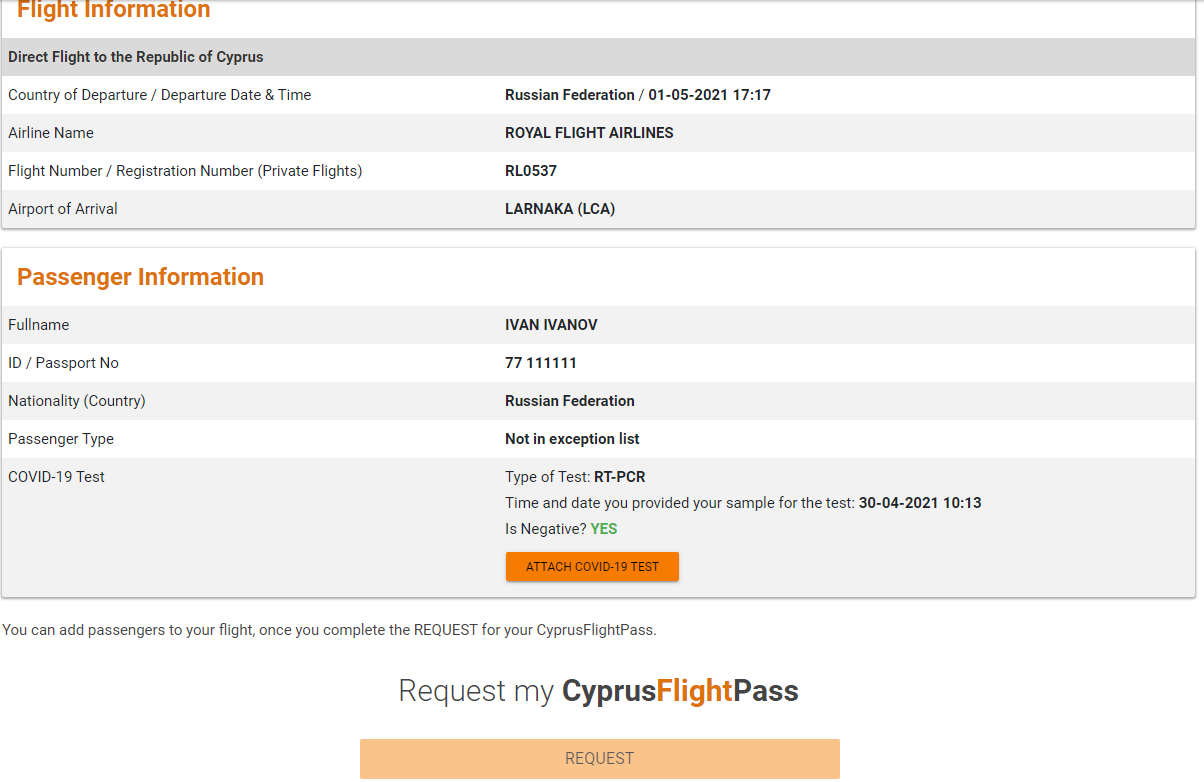 Flight Information
Direct Flight to the Republic of Cyprus
Country of Departure / Departure Date & Time Russian Federation / 01-05-2021 17:17
Airline Name ROYAL FLIGHT AIRLINES
Flight Number / Registration Number (Private Flights) RL0537
Airport of Arrival LARNAKA (LCA)
Passenger Information
Fullname IVAN IVANOV
ID / Passport No 77 111111
Nationality (Country) Russian Federation
Passenger Type Not in exception list
COVID-19 Test Type of Test: RT-PCR
Time and date you provided your sample for the test: 30-04-2021 10:13
Is Negative? YES
ATTACH COVID-19 TEST
You can add passengers to your flight, once you complete the REQUEST for your CyprusFlightPass.
Request my CyprusFlightPass
REQUEST